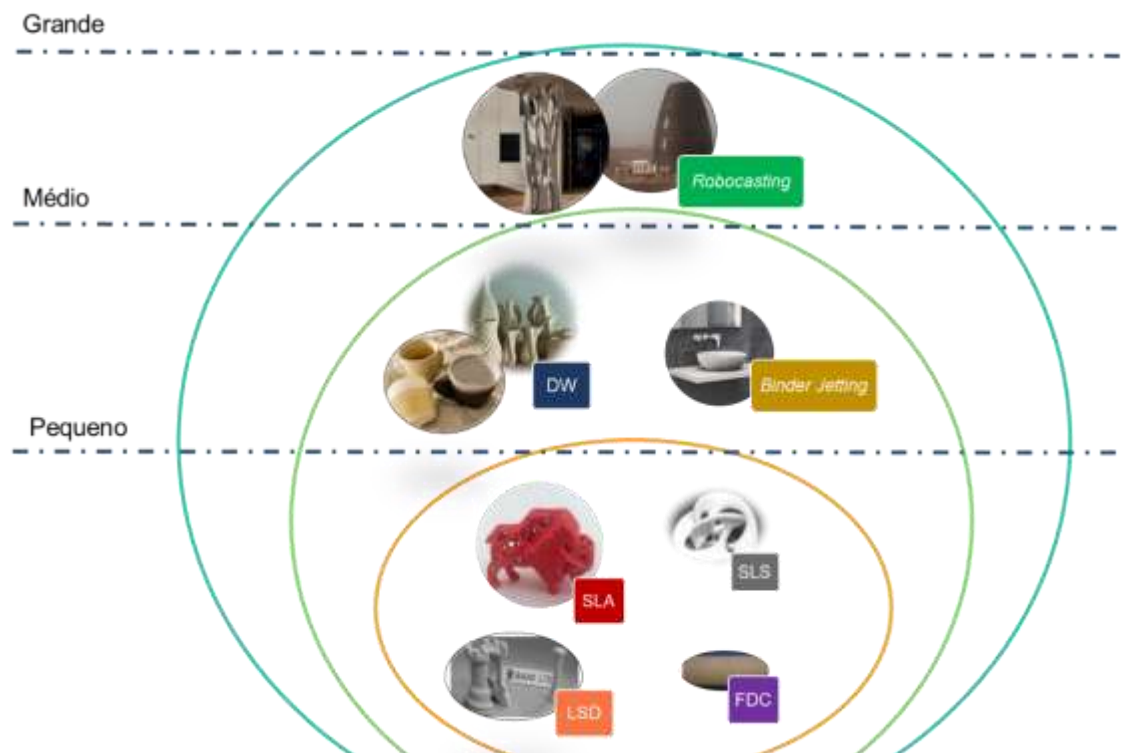 Grande
Robocasting
Médio
DW
Binder Jetting
Pequeno
SLS
SLA
FDC
LSD